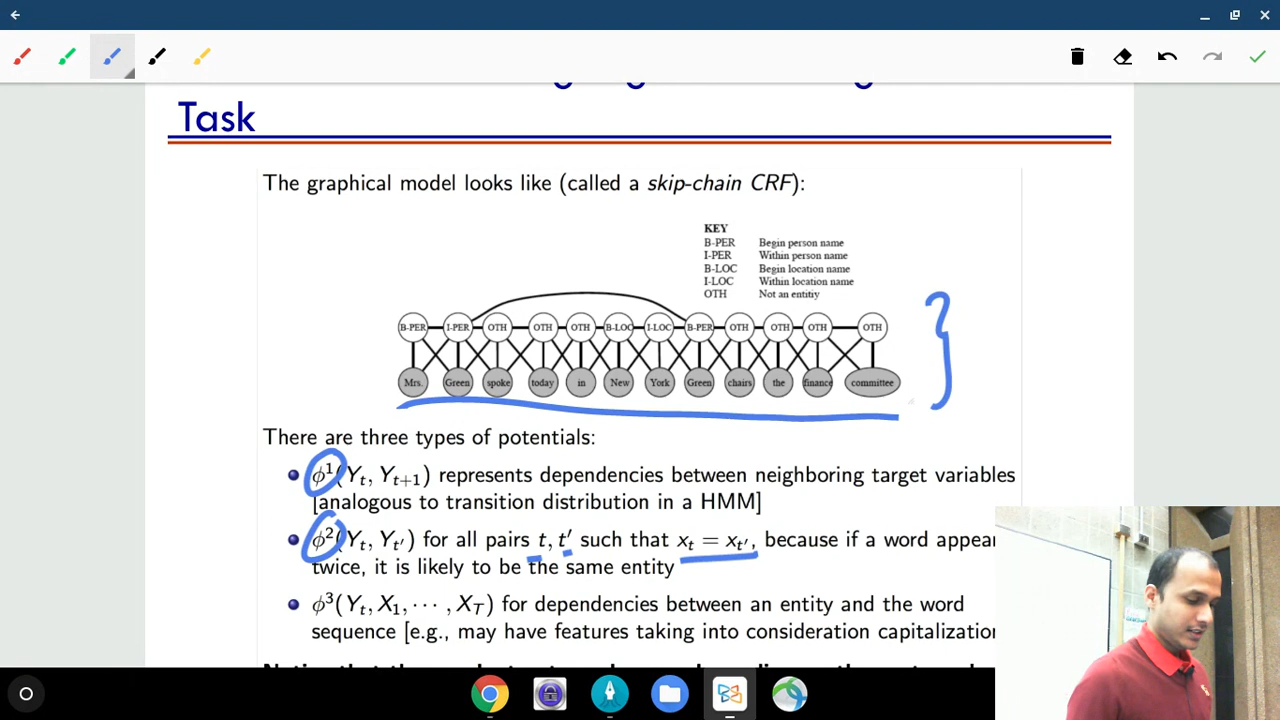 Task
The graphical model looks like (called a skip-chain CRF):
KEY
B-PER Begin person name
I-PER Within person name
B-LOC Begin location name
I-LOC Within location name
OTH Not an entitiy
B-PER I-PER OTH OTH OTH B-LOC I-LOC B-PER OTH OTH OTH OTH
Mrs. Green spoke today in New York Green chairs the finance committee
There are three types of potentials:
ϕ¹(Yₜ, Yₜ₊₁) represents dependencies between neighboring target variables
[analogous to transition distribution in a HMM]
ϕ²(Yₜ, Yₜ′) for all pairs t, t′ such that xₜ = xₜ′, because if a word appear
twice, it is likely to be the same entity
ϕ³(Yₜ, X₁, ⋯ , X_T) for dependencies between an entity and the word
sequence [e.g., may have features taking into consideration capitalization